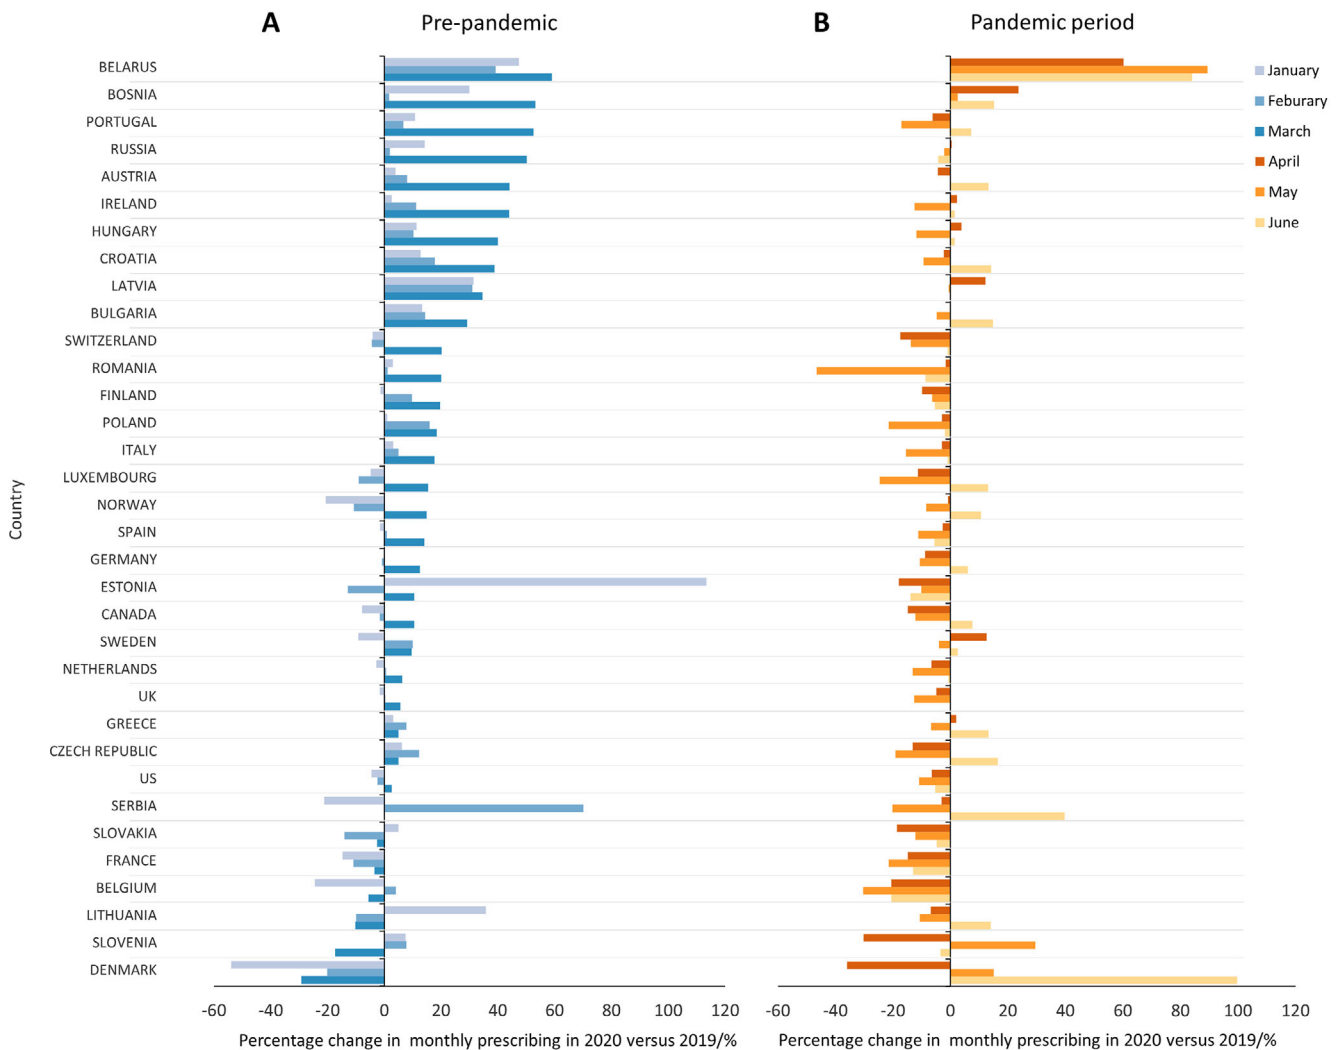 A Pre-pandemic
B Pandemic period
BELARUS
BOSNIA
PORTUGAL
RUSSIA
AUSTRIA
IRELAND
HUNGARY
CROATIA
LATVIA
BULGARIA
SWITZERLAND
ROMANIA
FINLAND
POLAND
ITALY
LUXEMBOURG
NORWAY
SPAIN
GERMANY
ESTONIA
CANADA
SWEDEN
NETHERLANDS
UK
GREECE
CZECH REPUBLIC
US
SERBIA
SLOVAKIA
FRANCE
BELGIUM
LITHUANIA
SLOVENIA
DENMARK
Country
January
Feburary
March
April
May
June
-60 -40 -20 0 20 40 60 80 100 120
-60 -40 -20 0 20 40 60 80 100 120
Percentage change in monthly prescribing in 2020 versus 2019/%
Percentage change in monthly prescribing in 2020 versus 2019/%